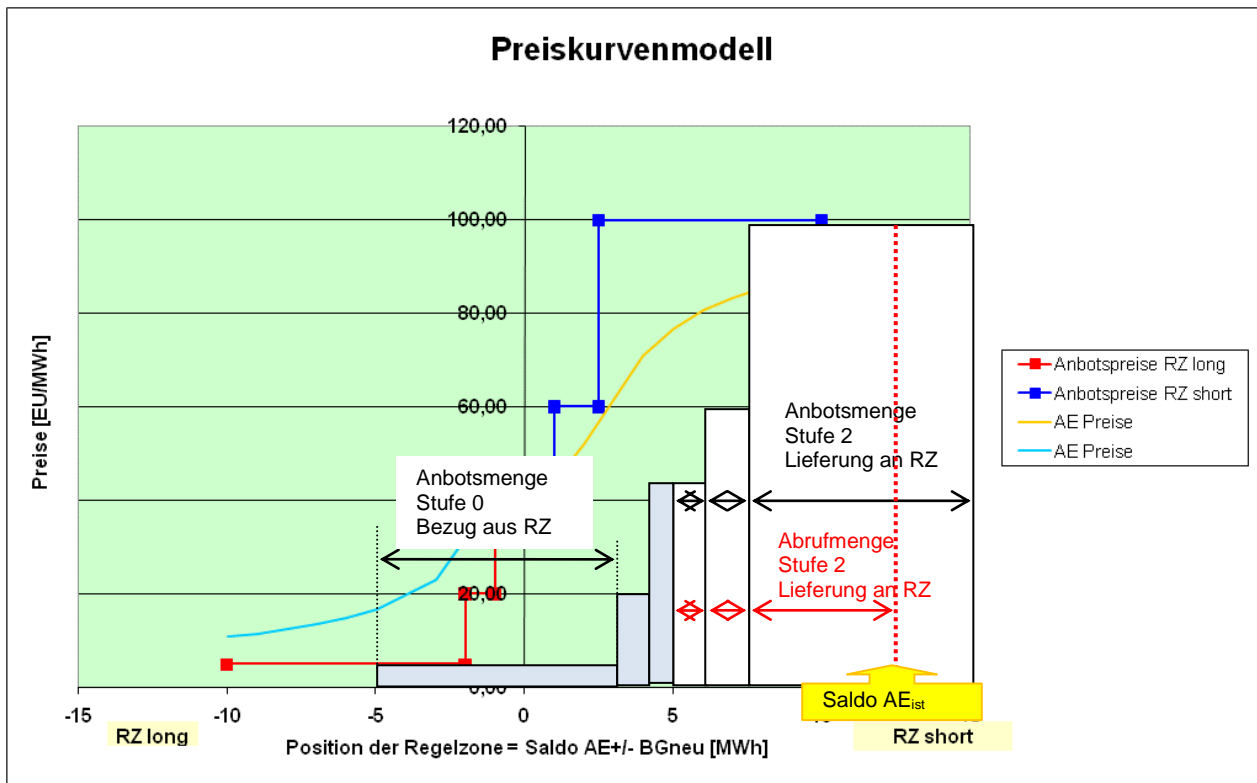 Preiskurvenmodell
120,00
100,00
80,00
60,00
20,00
0,00
Preise [EU/MWh]
Anbotsmenge
Stufe 0
Bezug aus RZ
Anbotsmenge
Stufe 2
Lieferung an RZ
Abrufmenge
Stufe 2
Lieferung an RZ
Saldo AEist
-15
-10
-5
0
5
RZ long
Position der Regelzone = Saldo AE+/- BGneu [MWh]
RZ short
Anbotspreise RZ long
Anbotspreise RZ short
AE Preise
AE Preise